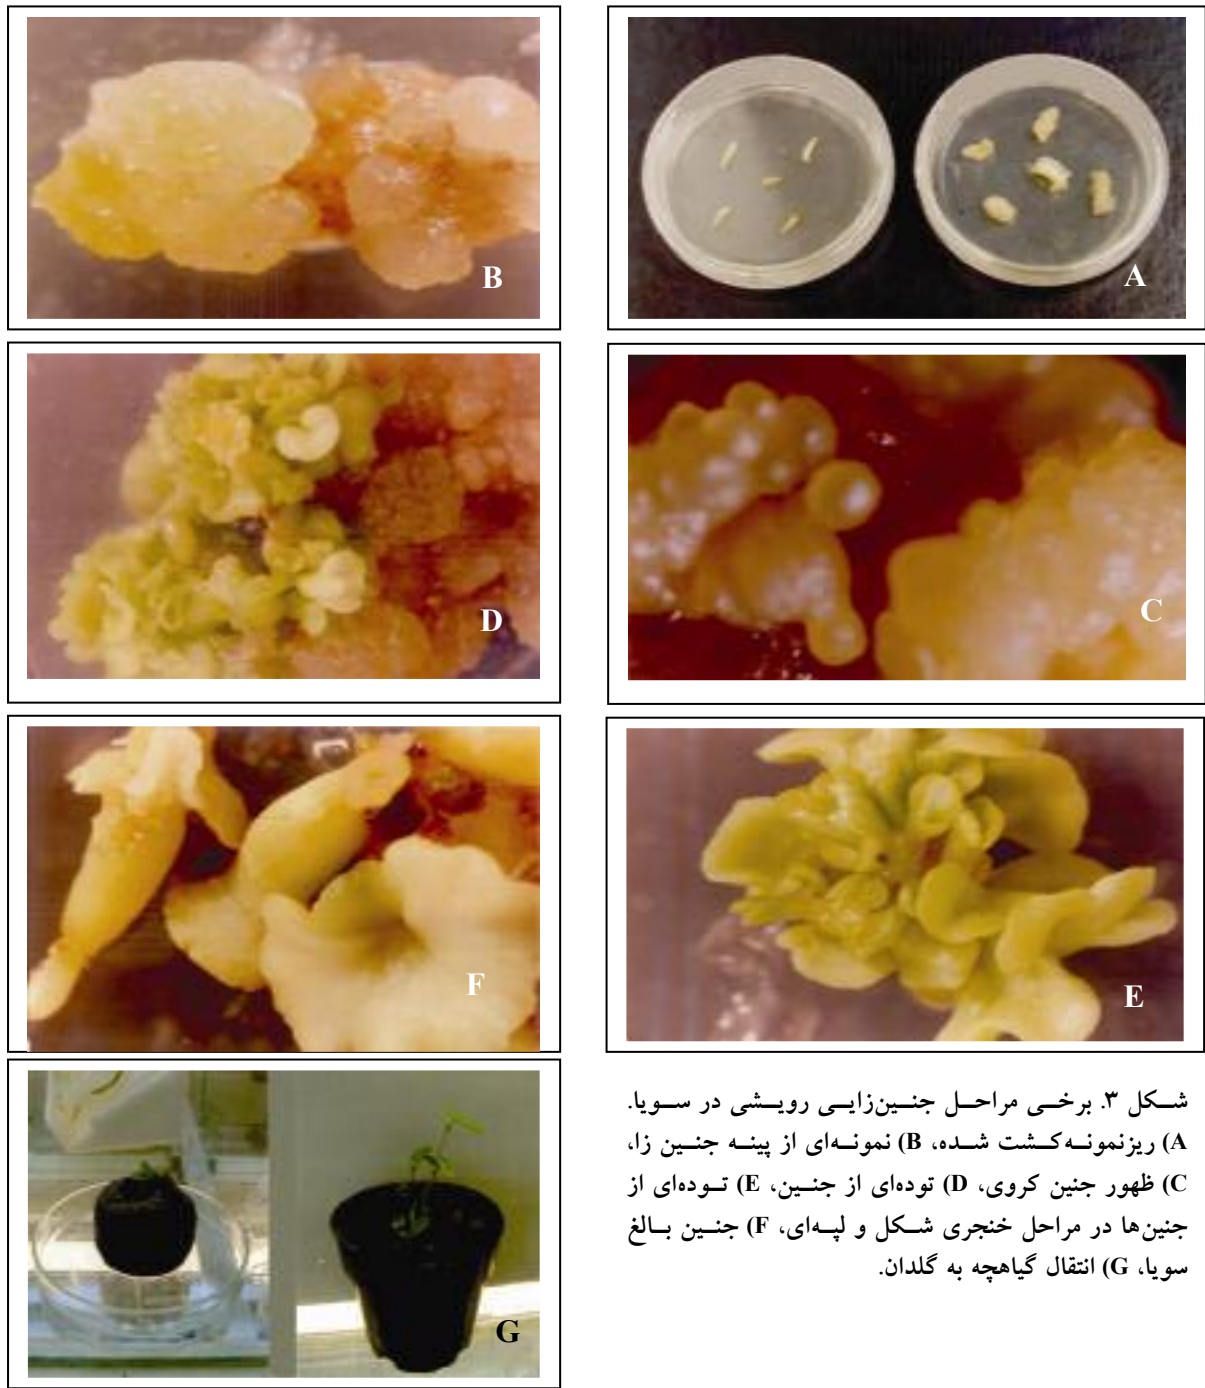 A
B
C
D
E
F
G
شکل ۳. برخی مراحل جنین‌زایی رویشی در سویا.
A) ریزنمونه‌کشت شده، B) نمونه‌ای از پینه جنین زا،
C) ظهور جنین کروی، D) توده‌ای از جنین، E) توده‌ای از
جنین‌ها در مراحل خنجری شکل و لپه‌ای، F) جنین بالغ
سویا، G) انتقال گیاهچه به گلدان.